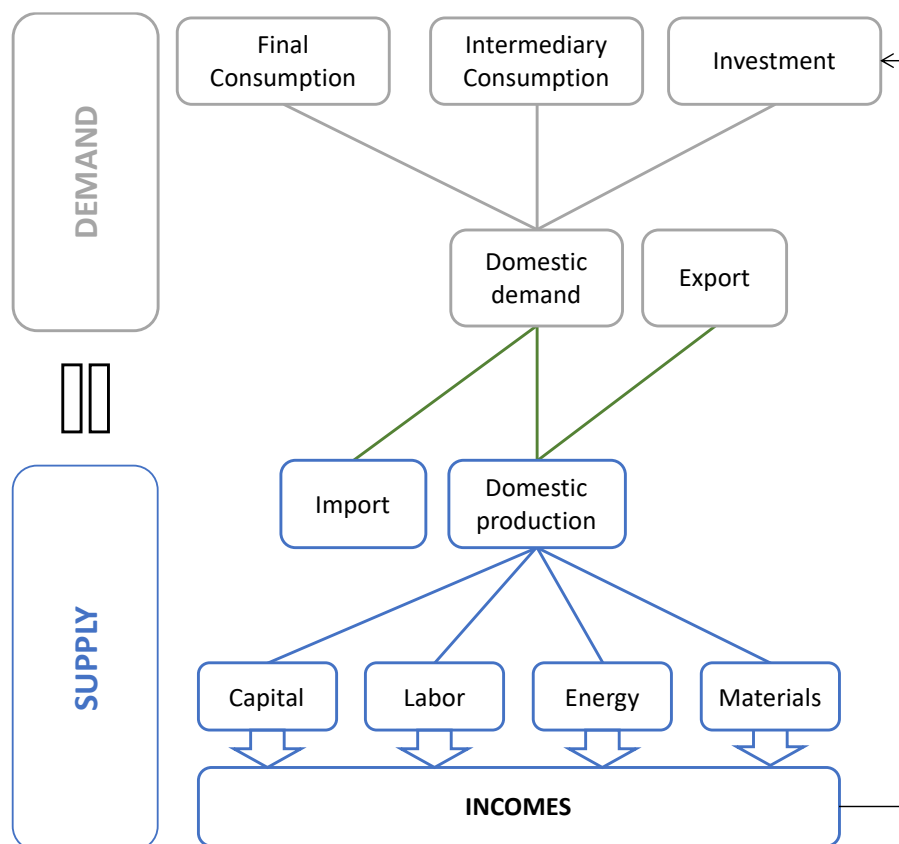 DEMAND
Final
Consumption
Intermediary
Consumption
Investment
Domestic
demand
Export
SUPPLY
Import
Domestic
production
Capital
Labor
Energy
Materials
INCOMES